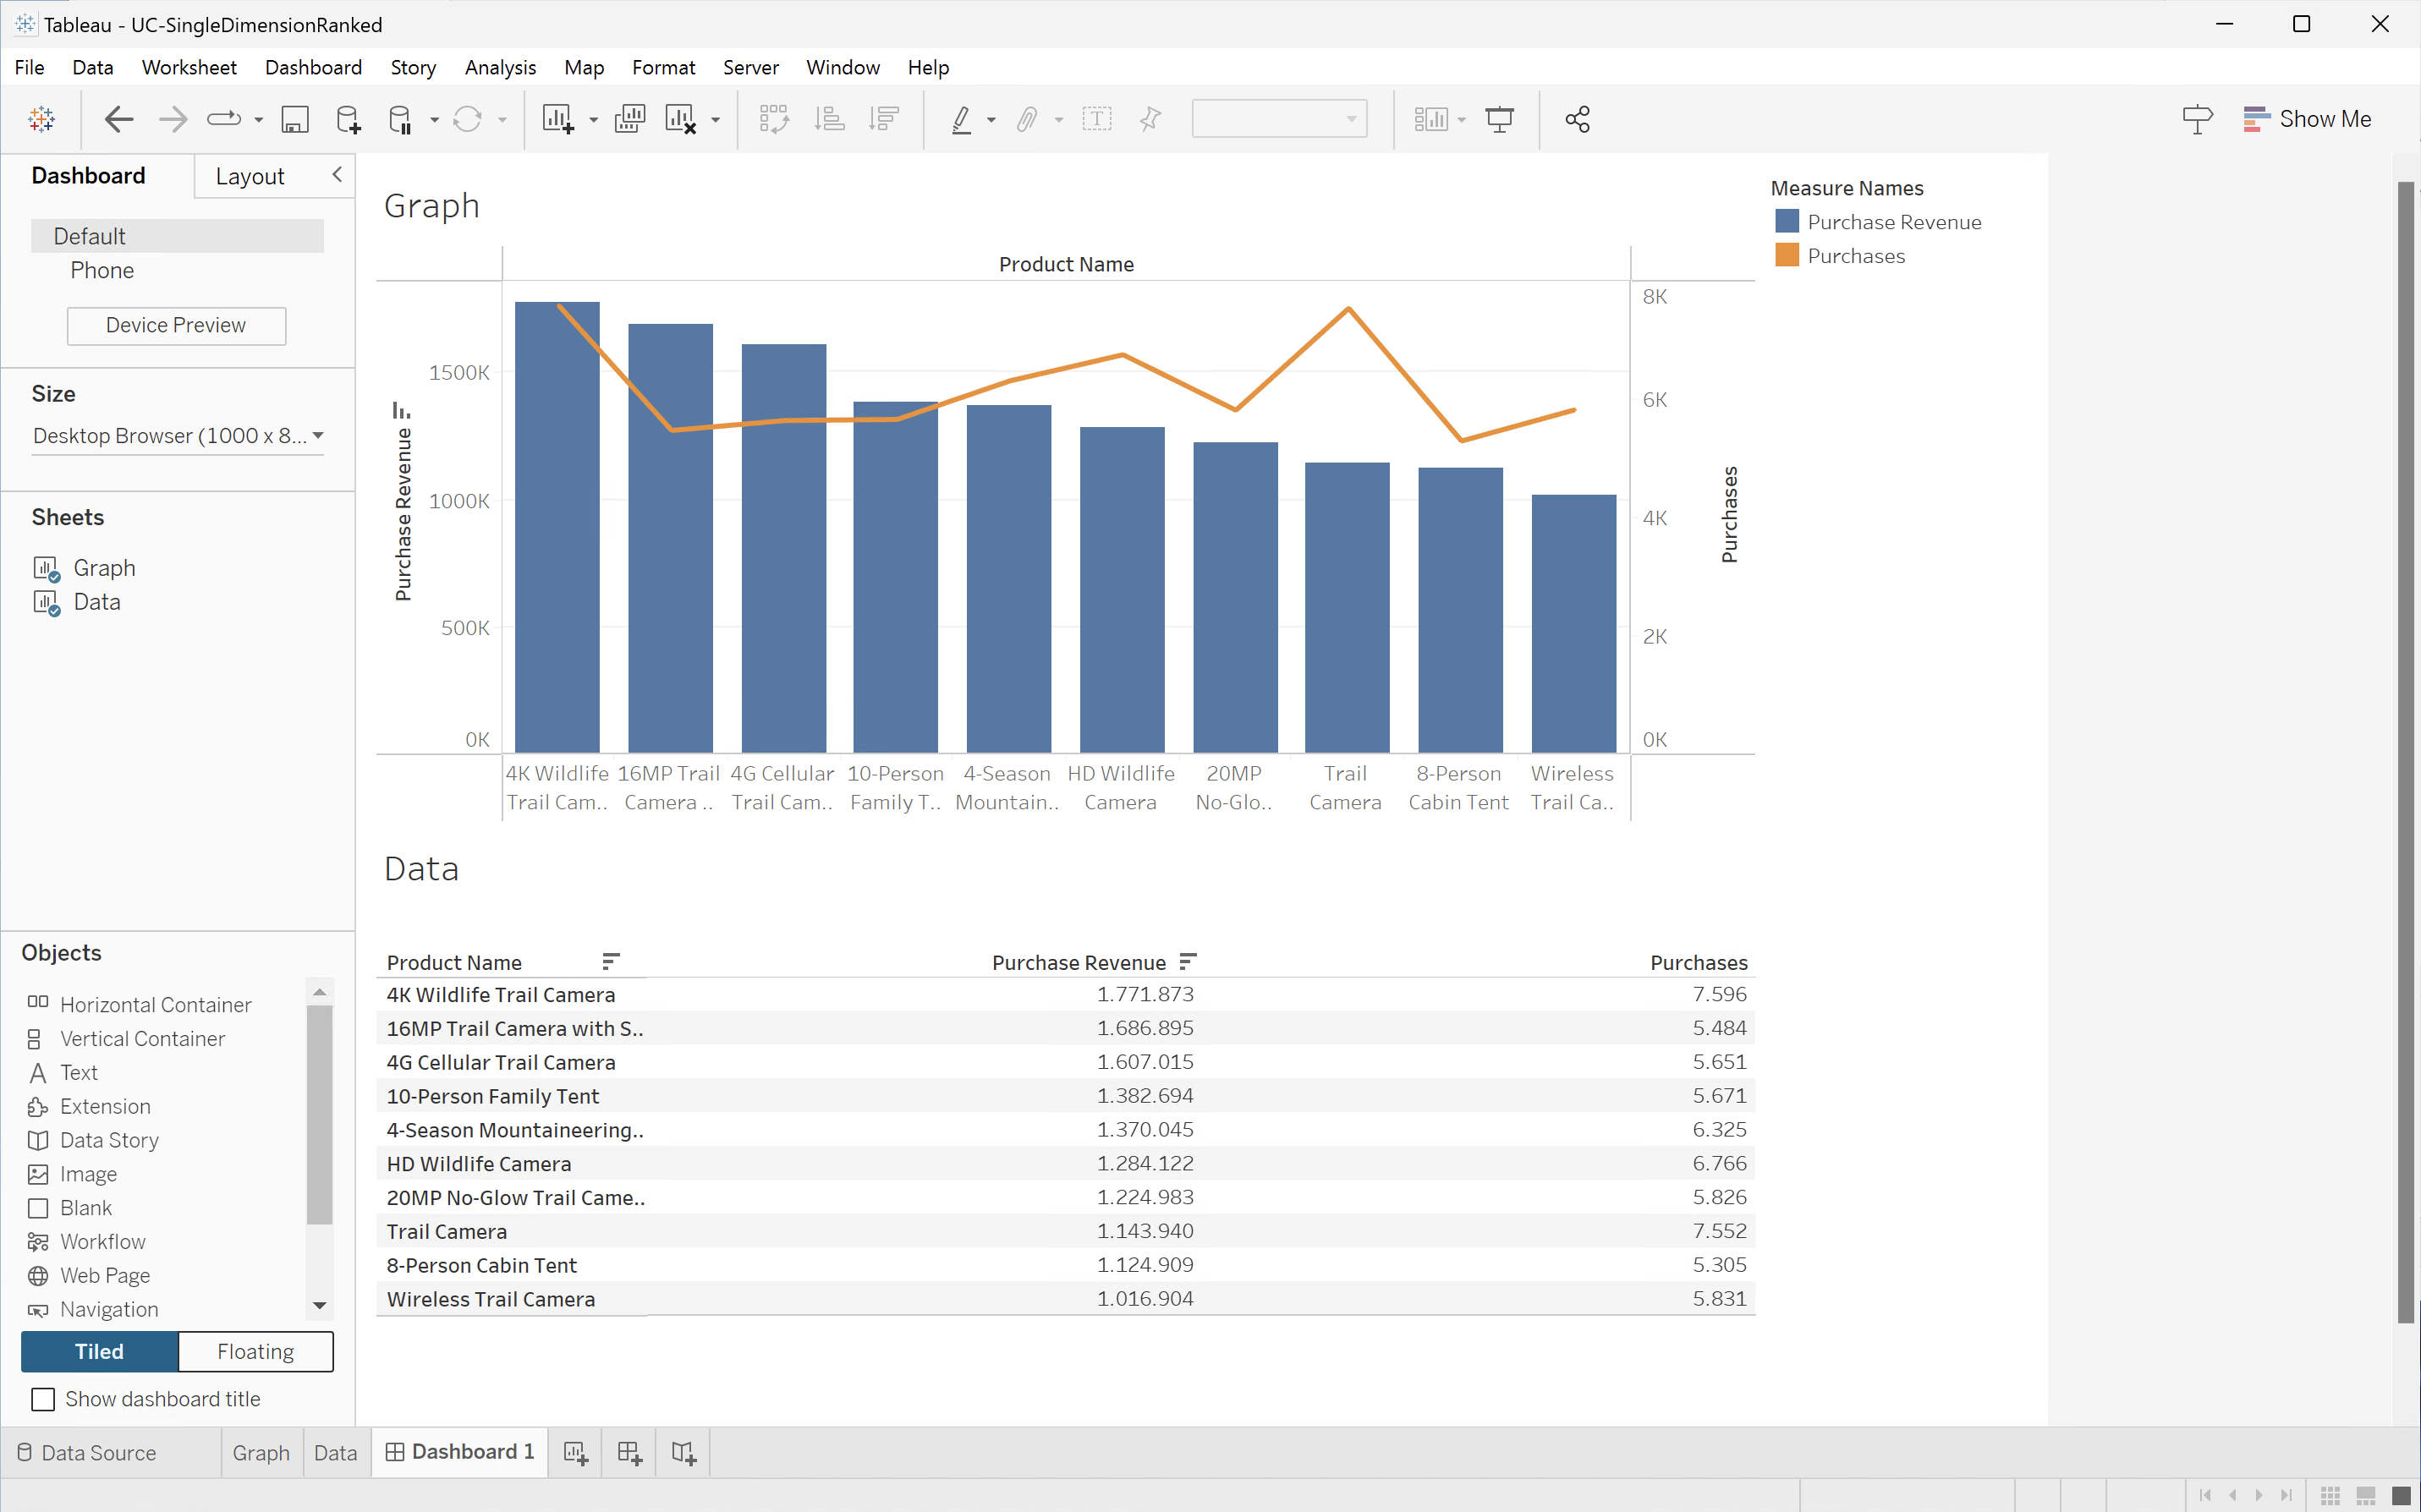 Tableau - UC-SingleDimensionRanked
File Data Worksheet Dashboard Story Analysis Map Format Server Window Help
Show Me
Dashboard Layout
Default
Phone
Device Preview
Size
Desktop Browser (1000 x 8...
Sheets
Graph
Data
Objects
Horizontal Container
Vertical Container
Text
Extension
Data Story
Image
Blank
Workflow
Web Page
Navigation
Tiled Floating
Show dashboard title
Graph
Product Name
Purchase Revenue
1500K
1000K
500K
0K
8K
6K
4K
2K
0K
Purchases
4K Wildlife Trail Cam..
16MP Trail Camera ..
4G Cellular Trail Cam..
10-Person Family T..
4-Season Mountain..
HD Wildlife Camera
20MP No-Glo..
Trail Camera
8-Person Cabin Tent
Wireless Trail Ca..
Measure Names
Purchase Revenue
Purchases
Data
Product Name Purchase Revenue Purchases
4K Wildlife Trail Camera 1.771.873 7.596
16MP Trail Camera with S.. 1.686.895 5.484
4G Cellular Trail Camera 1.607.015 5.651
10-Person Family Tent 1.382.694 5.671
4-Season Mountaineering.. 1.370.045 6.325
HD Wildlife Camera 1.284.122 6.766
20MP No-Glow Trail Came.. 1.224.983 5.826
Trail Camera 1.143.940 7.552
8-Person Cabin Tent 1.124.909 5.305
Wireless Trail Camera 1.016.904 5.831
Data Source Graph Data Dashboard 1